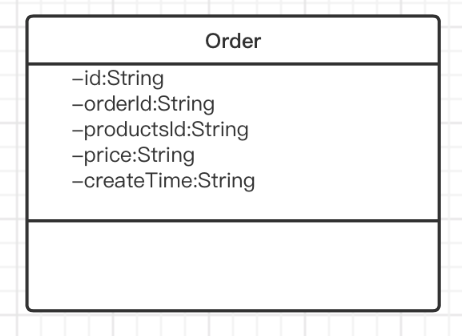 Order
–id:String
–orderId:String
–productsId:String
–price:String
–createTime:String